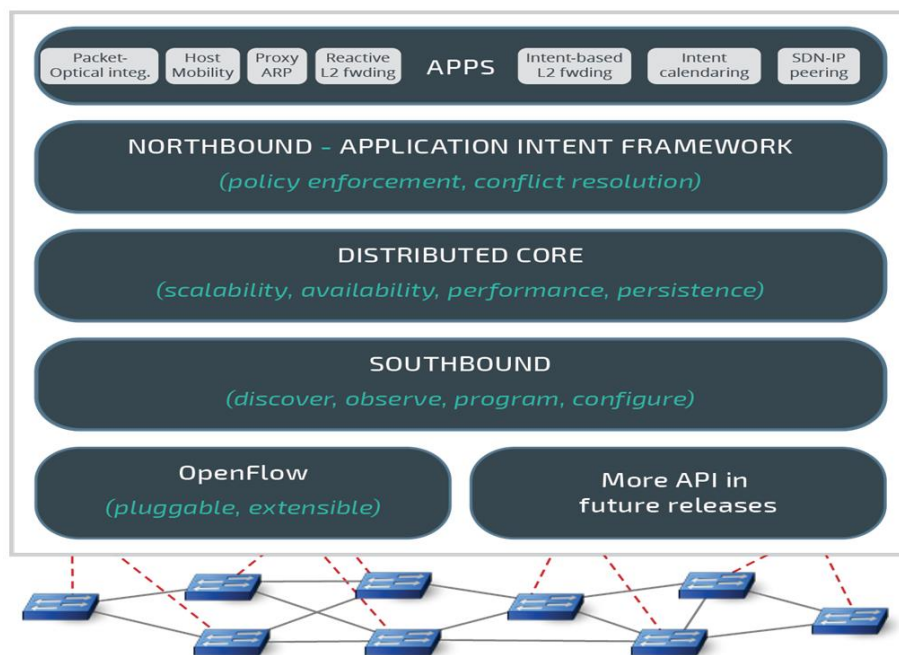 Packet-
Optical integ.
Host
Mobility
Proxy
ARP
Reactive
L2 fwding
APPS
Intent-based
L2 fwding
Intent
calendaring
SDN-IP
peering
NORTHBOUND - APPLICATION INTENT FRAMEWORK
(policy enforcement, conflict resolution)
DISTRIBUTED CORE
(scalability, availability, performance, persistence)
SOUTHBOUND
(discover, observe, program, configure)
OpenFlow
(pluggable, extensible)
More API in
future releases